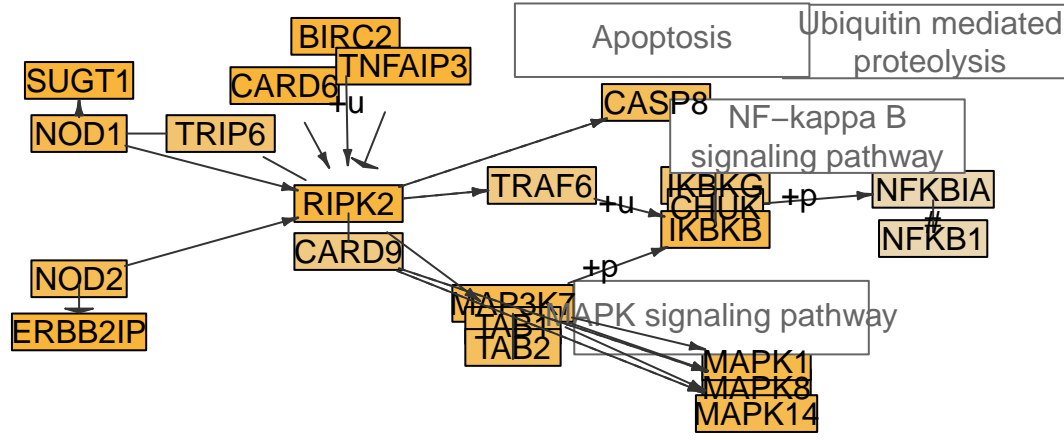 BIRC2
Apoptosis
Ubiquitin mediated
proteolysis
TNFAIP3
SUGT1
CARD6
+u
CASP8
NOD1
TRIP6
NF−kappa B
signaling pathway
RIPK2
TRAF6
+u
IKBKG
CHUK
IKBKB
+p
NFKBIA
#
NFKB1
CARD9
NOD2
+p
MAP3K7
TAB1
TAB2
MAPK signaling pathway
ERBB2IP
MAPK1
MAPK8
MAPK14